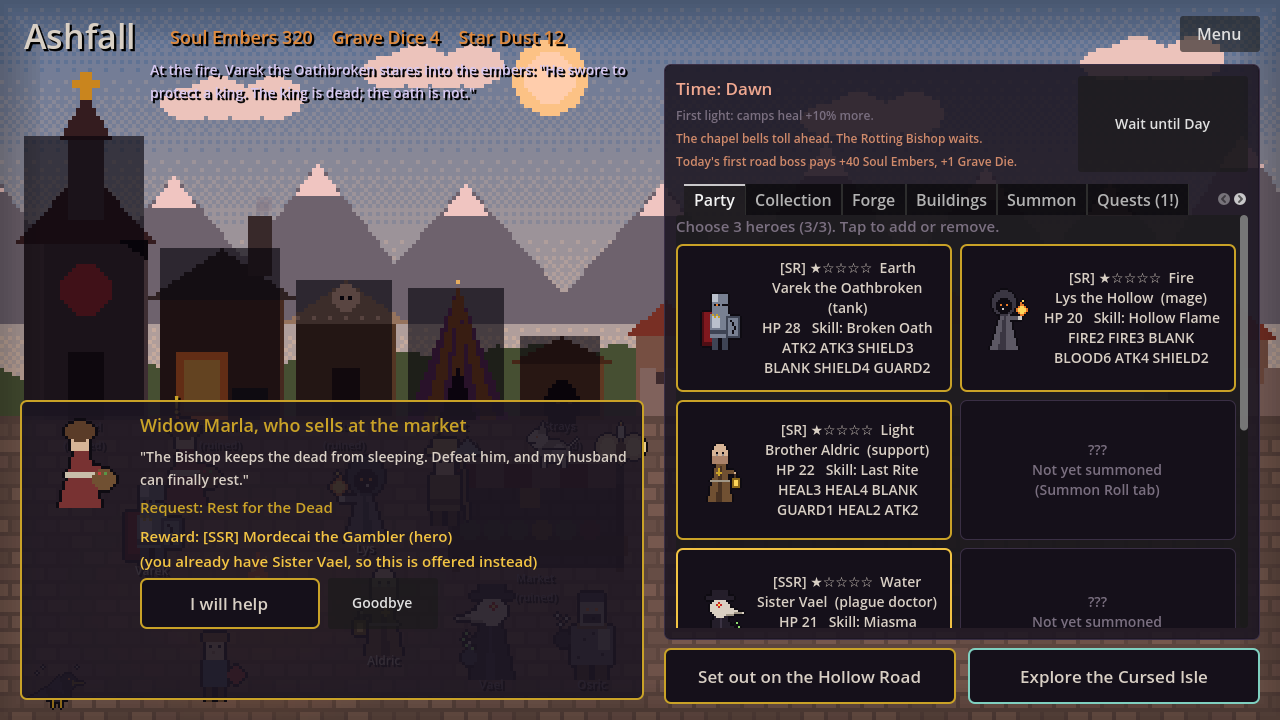 Ashfall
Soul Embers 320 Grave Dice 4 Star Dust 12
Menu
At the fire, Varek the Oathbroken stares into the embers: "He swore to
protect a king. The king is dead; the oath is not."
Time: Dawn
First light: camps heal +10% more.
The chapel bells toll ahead. The Rotting Bishop waits.
Today's first road boss pays +40 Soul Embers, +1 Grave Die.
Wait until Day
Party Collection Forge Buildings Summon Quests (1!)
Choose 3 heroes (3/3). Tap to add or remove.
[SR] ★☆☆☆☆ Earth
Varek the Oathbroken
(tank)
HP 28 Skill: Broken Oath
ATK2 ATK3 SHIELD3
BLANK SHIELD4 GUARD2
[SR] ★☆☆☆☆ Fire
Lys the Hollow (mage)
HP 20 Skill: Hollow Flame
FIRE2 FIRE3 BLANK
BLOOD6 ATK4 SHIELD2
[SR] ★☆☆☆☆ Light
Brother Aldric (support)
HP 22 Skill: Last Rite
HEAL3 HEAL4 BLANK
GUARD1 HEAL2 ATK2
???
Not yet summoned
(Summon Roll tab)
[SSR] ★☆☆☆☆ Water
Sister Vael (plague doctor)
HP 21 Skill: Miasma
???
Not yet summoned
Widow Marla, who sells at the market
"The Bishop keeps the dead from sleeping. Defeat him, and my husband
can finally rest."
Request: Rest for the Dead
Reward: [SSR] Mordecai the Gambler (hero)
(you already have Sister Vael, so this is offered instead)
I will help
Goodbye
Lys
Varek
Market
(ruined)
Aldric
Vael
Osric
Set out on the Hollow Road
Explore the Cursed Isle